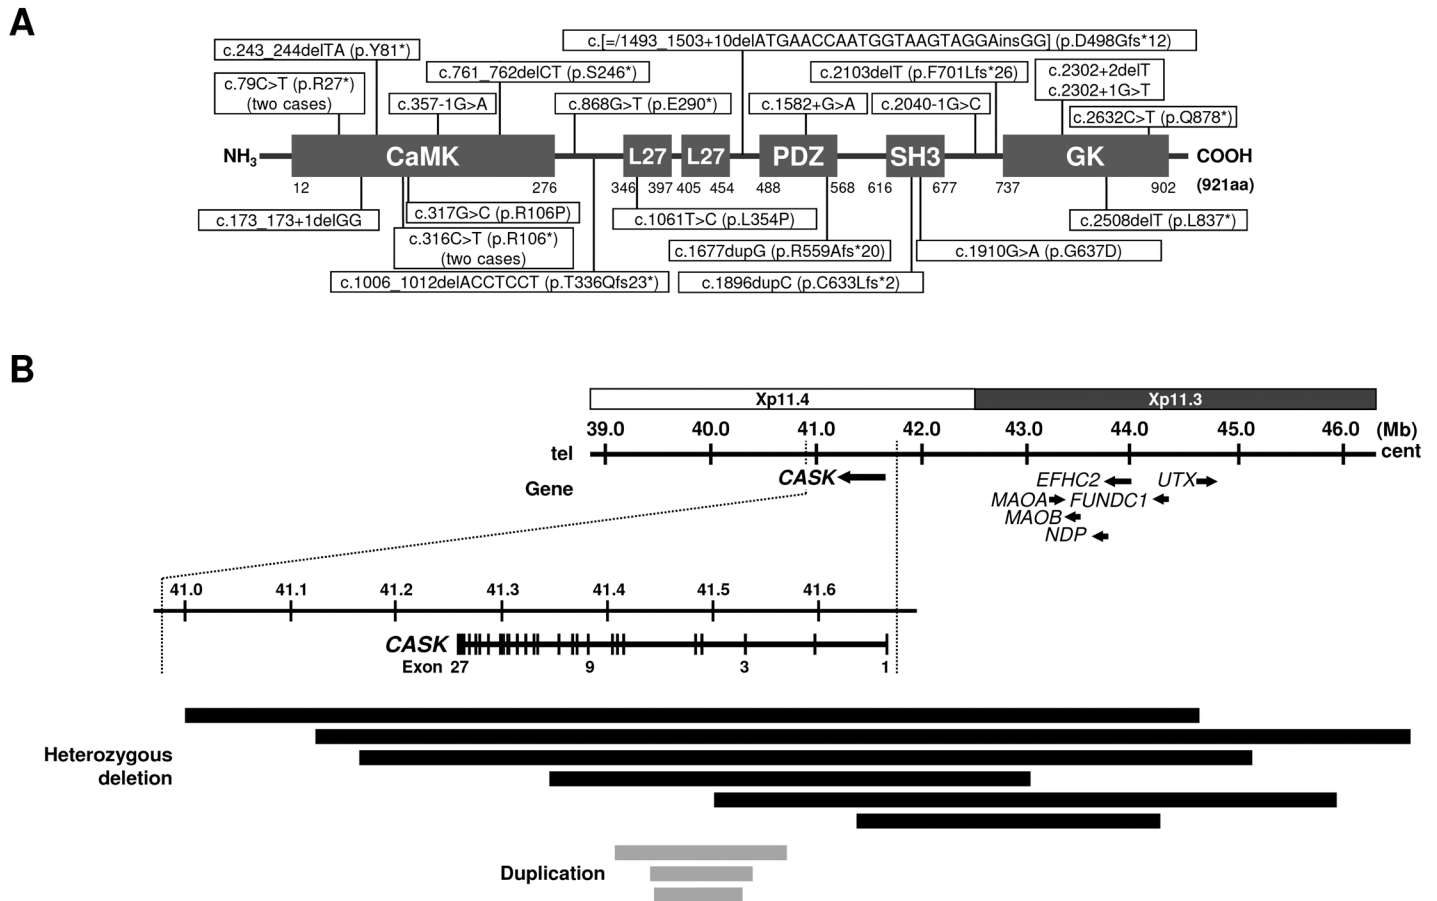 A
c.243_244delTA (p.Y81*)
c.[=/1493_1503+10delATGAACCAATGGTAAGTAGGAinsGG] (p.D498Gfs*12)
c.79C>T (p.R27*)
(two cases)
c.761_762delCT (p.S246*)
c.2103delT (p.F701Lfs*26)
c.2302+2delT
c.2302+1G>T
c.357-1G>A
c.868G>T (p.E290*)
c.1582+G>A
c.2040-1G>C
c.2632C>T (p.Q878*)
NH3 CaMK L27 L27 PDZ SH3 GK COOH
12 276 346 397 405 454 488 568 616 677 737 902 (921aa)
c.173_173+1delGG
c.317G>C (p.R106P)
c.1061T>C (p.L354P)
c.2508delT (p.L837*)
c.316C>T (p.R106*)
(two cases)
c.1677dupG (p.R559Afs*20)
c.1910G>A (p.G637D)
c.1006_1012delACCTCCT (p.T336Qfs23*)
c.1896dupC (p.C633Lfs*2)
B
Xp11.4 Xp11.3
39.0 40.0 41.0 42.0 43.0 44.0 45.0 46.0 (Mb)
tel cent
Gene
CASK
EFHC2 UTX
MAOA FUNDC1
MAOB
NDP
41.0 41.1 41.2 41.3 41.4 41.5 41.6
CASK
Exon 27 9 3 1
Heterozygous
deletion
Duplication